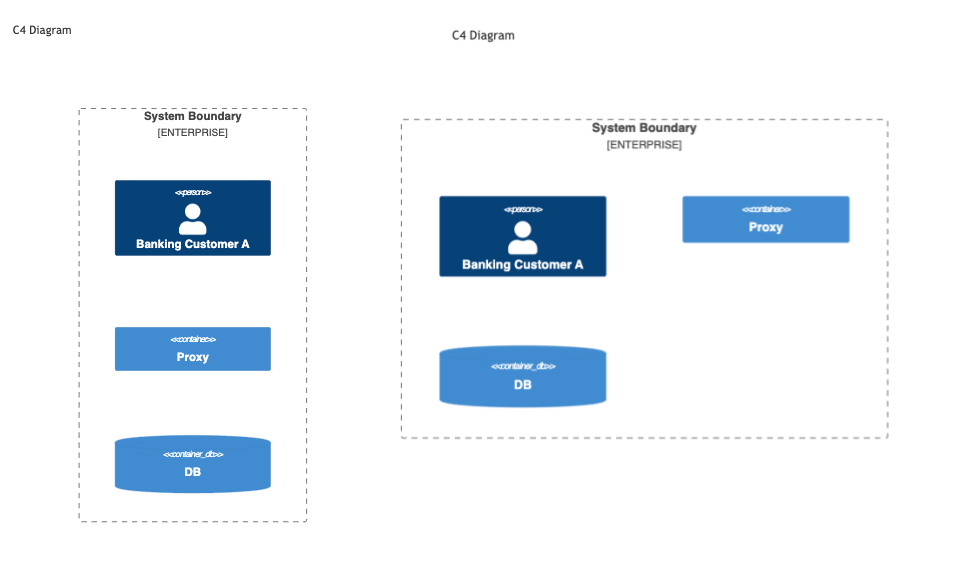 C4 Diagram
System Boundary
[ENTERPRISE]
<<person>>
Banking Customer A
<<container>>
Proxy
<<container_db>>
DB
C4 Diagram
System Boundary
[ENTERPRISE]
<<person>>
Banking Customer A
<<container>>
Proxy
<<container_db>>
DB